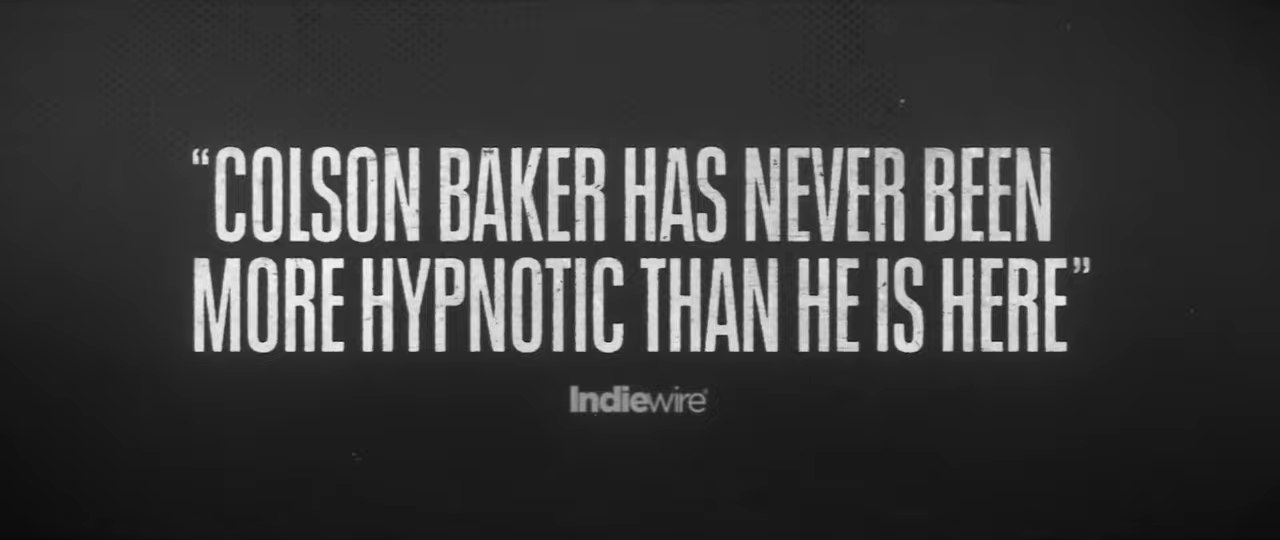 “COLSON BAKER HAS NEVER BEEN
MORE HYPNOTIC THAN HE IS HERE”
Indiewire